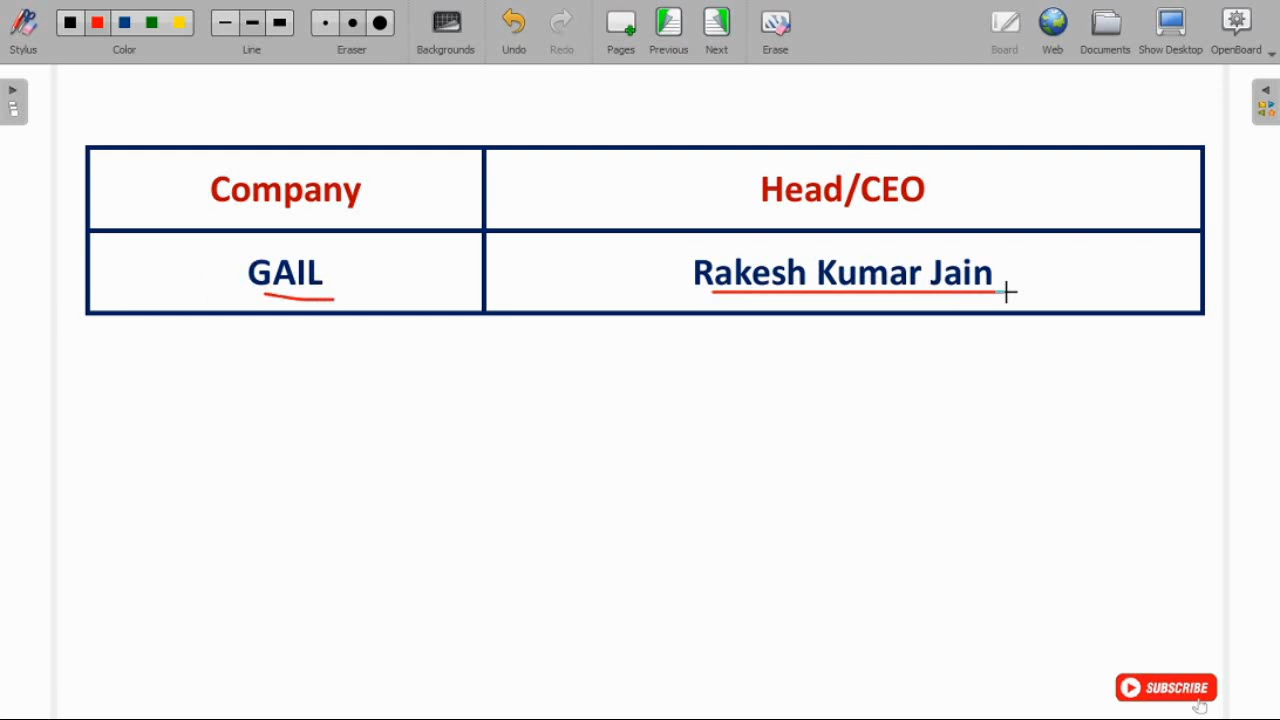 Stylus Color Line Eraser Backgrounds Undo Redo Pages Previous Next Erase Board Web Documents Show Desktop OpenBoard
Company Head/CEO
GAIL Rakesh Kumar Jain
SUBSCRIBE